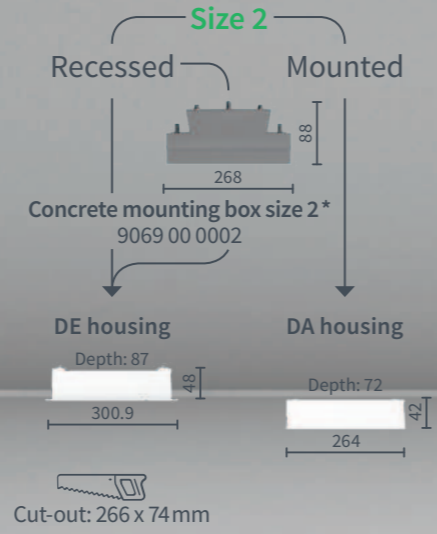 Size 2
Recessed
Mounted
88
268
Concrete mounting box size 2*
9069 00 0002
DE housing
DA housing
Depth: 87
48
300.9
Depth: 72
42
264
Cut-out: 266 x 74 mm